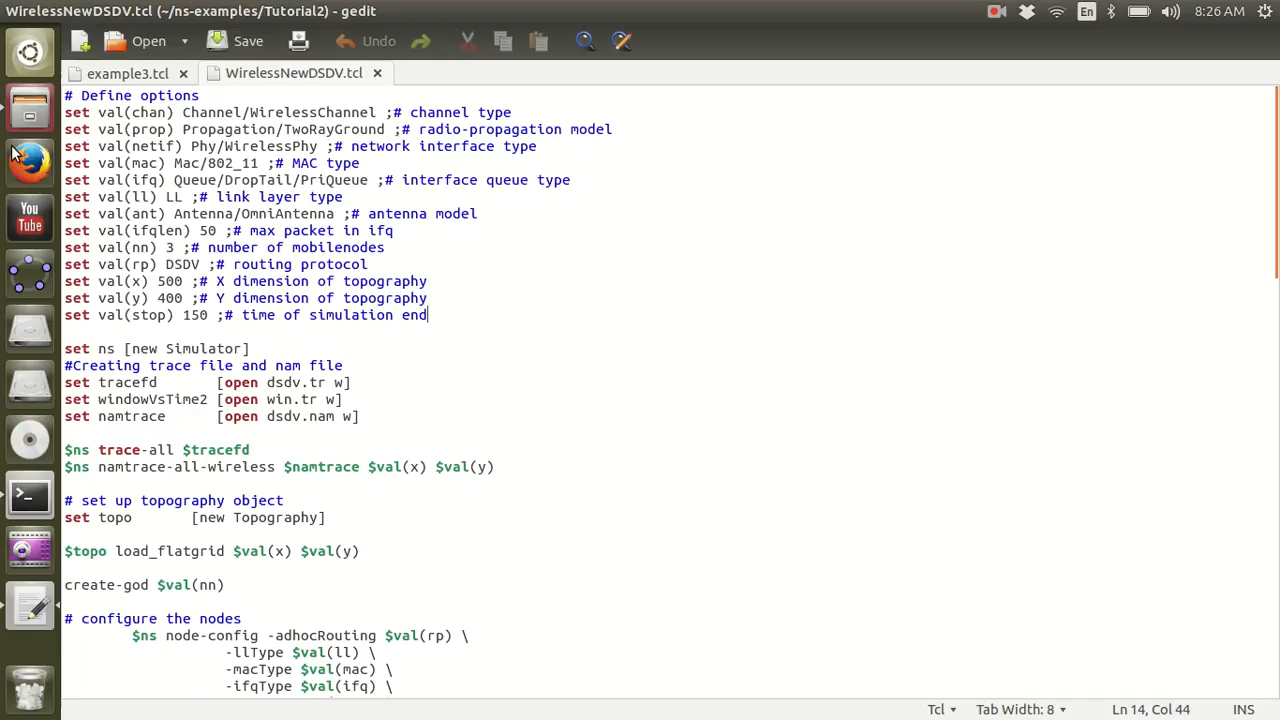 WirelessNewDSDV.tcl (~/ns-examples/Tutorial2) - gedit
En
8:26 AM
Open
Save
Undo
example3.tcl
WirelessNewDSDV.tcl
# Define options
set val(chan) Channel/WirelessChannel ;# channel type
set val(prop) Propagation/TwoRayGround ;# radio-propagation model
set val(netif) Phy/WirelessPhy ;# network interface type
set val(mac) Mac/802_11 ;# MAC type
set val(ifq) Queue/DropTail/PriQueue ;# interface queue type
set val(ll) LL ;# link layer type
set val(ant) Antenna/OmniAntenna ;# antenna model
set val(ifqlen) 50 ;# max packet in ifq
set val(nn) 3 ;# number of mobilenodes
set val(rp) DSDV ;# routing protocol
set val(x) 500 ;# X dimension of topography
set val(y) 400 ;# Y dimension of topography
set val(stop) 150 ;# time of simulation end
set ns [new Simulator]
#Creating trace file and nam file
set tracefd       [open dsdv.tr w]
set windowVsTime2 [open win.tr w]
set namtrace      [open dsdv.nam w]
$ns trace-all $tracefd
$ns namtrace-all-wireless $namtrace $val(x) $val(y)
# set up topography object
set topo       [new Topography]
$topo load_flatgrid $val(x) $val(y)
create-god $val(nn)
# configure the nodes
        $ns node-config -adhocRouting $val(rp) \
                   -llType $val(ll) \
                   -macType $val(mac) \
                   -ifqType $val(ifq) \
You
Tube
Tcl
Tab Width: 8
Ln 14, Col 44
INS